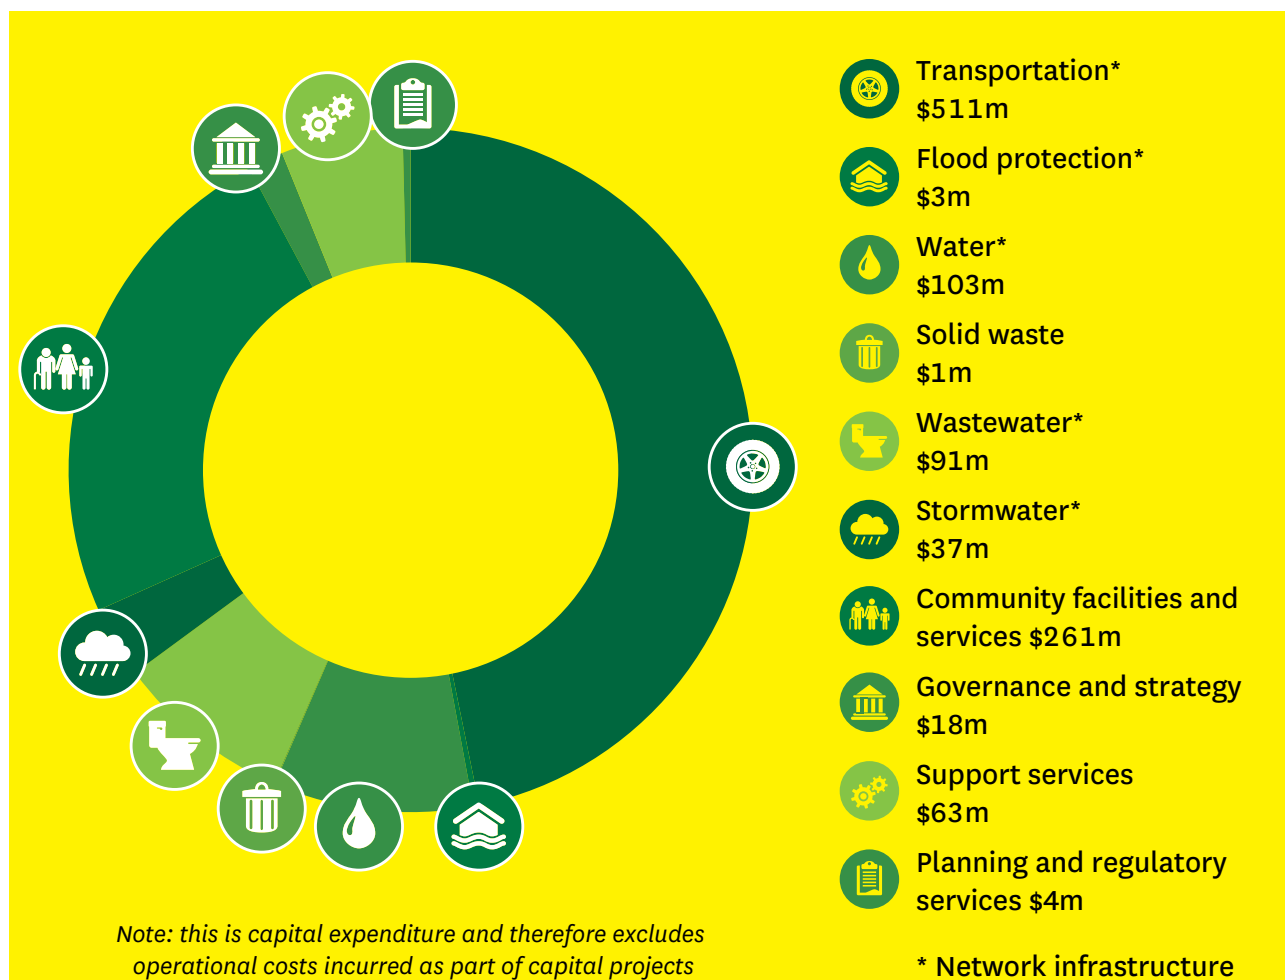 Transportation*
$511m
Flood protection*
$3m
Water*
$103m
Solid waste
$1m
Wastewater*
$91m
Stormwater*
$37m
Community facilities and
services $261m
Governance and strategy
$18m
Support services
$63m
Planning and regulatory
services $4m
* Network infrastructure
Note: this is capital expenditure and therefore excludes
operational costs incurred as part of capital projects